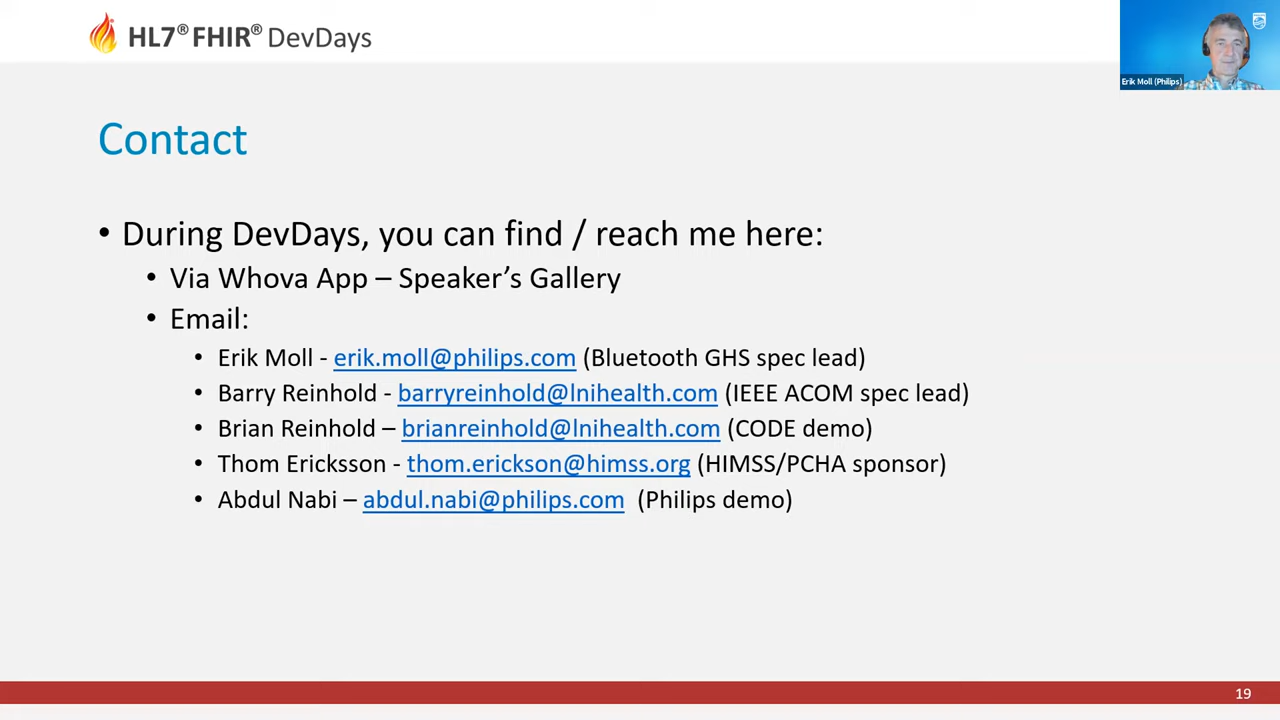 HL7® FHIR® DevDays
Erik Moll (Philips)
Contact
• During DevDays, you can find / reach me here:
• Via Whova App – Speaker's Gallery
• Email:
• Erik Moll - erik.moll@philips.com (Bluetooth GHS spec lead)
• Barry Reinhold - barryreinhold@lnihealth.com (IEEE ACOM spec lead)
• Brian Reinhold – brianreinhold@lnihealth.com (CODE demo)
• Thom Ericksson - thom.erickson@himss.org (HIMSS/PCHA sponsor)
• Abdul Nabi – abdul.nabi@philips.com (Philips demo)
19